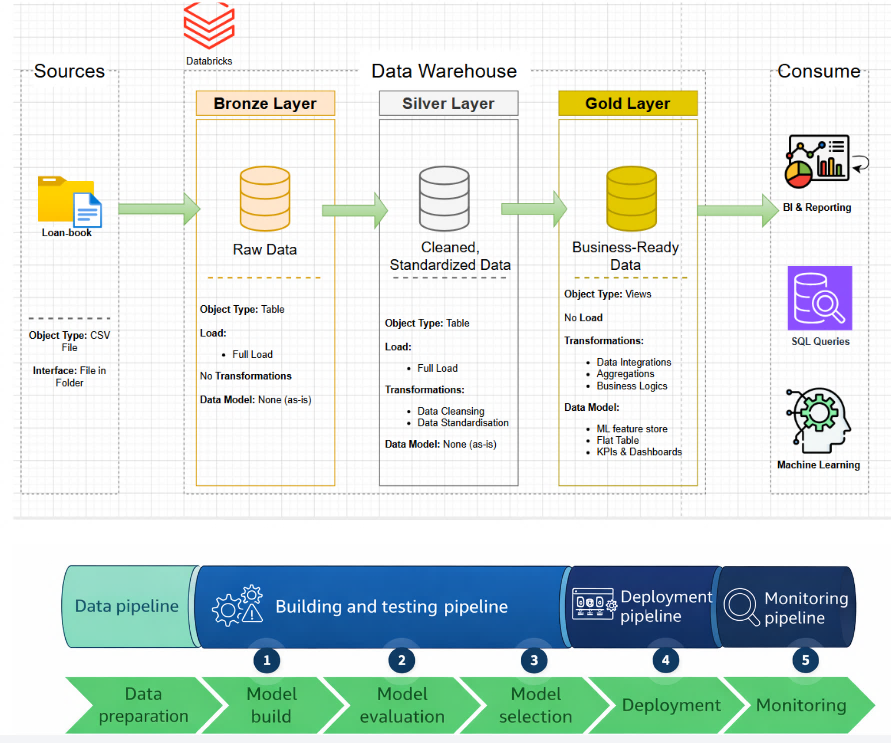 Databricks
Sources
Data Warehouse
Consume
Bronze Layer
Silver Layer
Gold Layer
Loan-book
Object Type: CSV
File
Interface: File in
Folder
Raw Data
Object Type: Table
Load:
• Full Load
No Transformations
Data Model: None (as-is)
Cleaned,
Standardized Data
Object Type: Table
Load:
• Full Load
Transformations:
• Data Cleansing
• Data Standardisation
Data Model: None (as-is)
Business-Ready
Data
Object Type: Views
No Load
Transformations:
• Data Integrations
• Aggregations
• Business Logics
Data Model:
• ML feature store
• Flat Table
• KPIs & Dashboards
BI & Reporting
SQL Queries
Machine Learning
Data pipeline
Building and testing pipeline
Deployment
pipeline
Monitoring
pipeline
1
2
3
4
5
Data
preparation
Model
build
Model
evaluation
Model
selection
Deployment
Monitoring